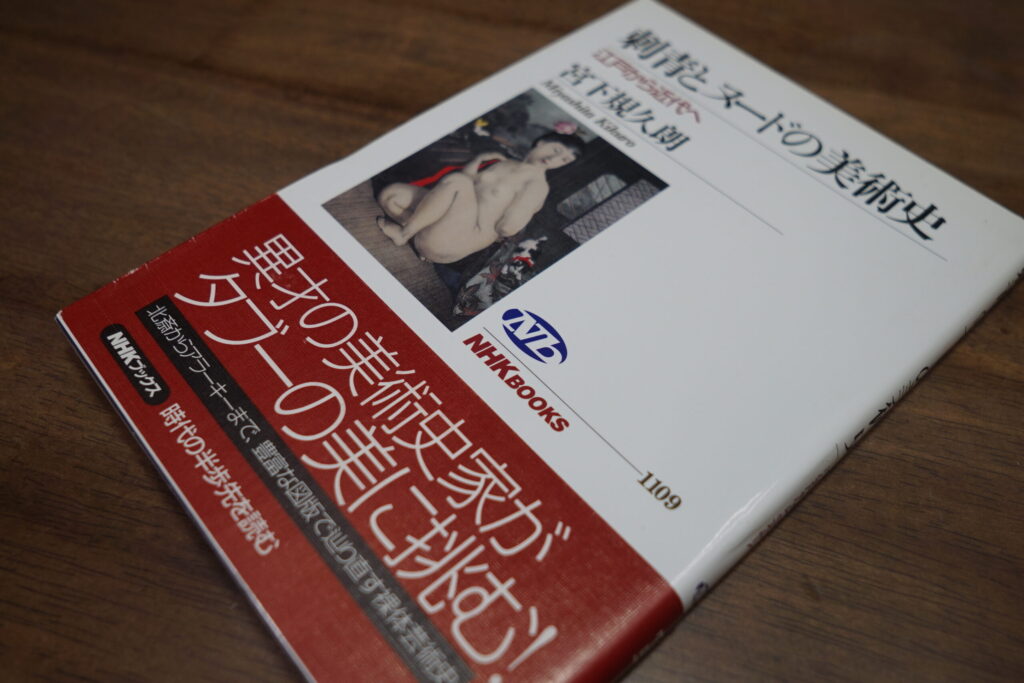 刺青とヌードの美術史
江戸から近代へ
宮下規久朗
Miyashita Kikuro
NHK BOOKS
1109
異才の美術史家が
タブーの美に挑む!
北斎からアラーキーまで、豊富な図版で辿り直す裸体芸術史
NHKブックス
時代の半歩先を読む